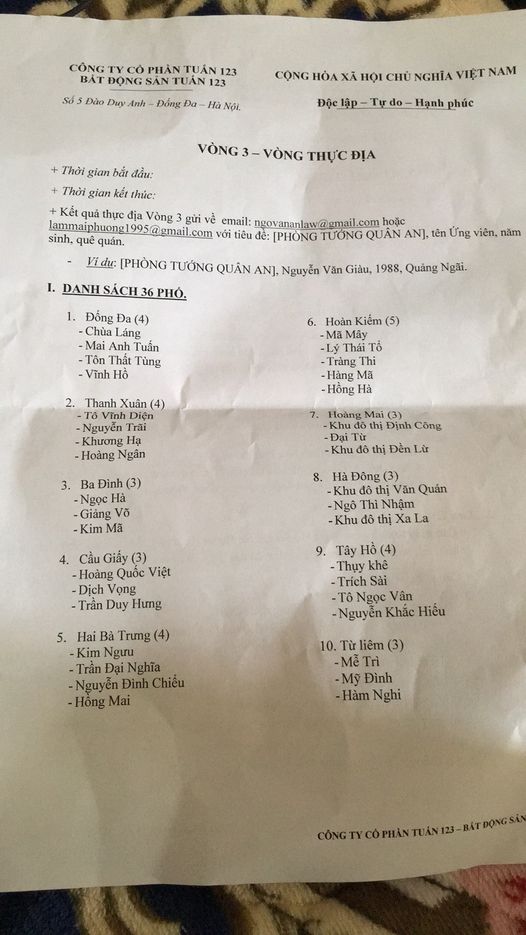 CÔNG TY CỔ PHẦN TUẤN 123
BẤT ĐỘNG SẢN TUẤN 123
Số 5 Đào Duy Anh – Đống Đa – Hà Nội.
CỘNG HÒA XÃ HỘI CHỦ NGHĨA VIỆT NAM
Độc lập – Tự do – Hạnh phúc
VÒNG 3 – VÒNG THỰC ĐỊA
+ Thời gian bắt đầu:
+ Thời gian kết thúc:
+ Kết quả thực địa Vòng 3 gửi về email: ngovananlaw@gmail.com hoặc
lammaiphuong1995@gmail.com với tiêu đề: [PHÒNG TƯỚNG QUÂN AN], tên Ứng viên, năm
sinh, quê quán.
- Ví dụ: [PHÒNG TƯỚNG QUÂN AN], Nguyễn Văn Giàu, 1988, Quảng Ngãi.
I. DANH SÁCH 36 PHỐ.
1. Đống Đa (4)
- Chùa Láng
- Mai Anh Tuấn
- Tôn Thất Tùng
- Vĩnh Hồ
2. Thanh Xuân (4)
- Tô Vĩnh Diện
- Nguyễn Trãi
- Khương Hạ
- Hoàng Ngân
3. Ba Đình (3)
- Ngọc Hà
- Giảng Võ
- Kim Mã
4. Cầu Giấy (3)
- Hoàng Quốc Việt
- Dịch Vọng
- Trần Duy Hưng
5. Hai Bà Trưng (4)
- Kim Ngưu
- Trần Đại Nghĩa
- Nguyễn Đình Chiểu
- Hồng Mai
6. Hoàn Kiếm (5)
- Mã Mây
- Lý Thái Tổ
- Tràng Thi
- Hàng Mã
- Hồng Hà
7. Hoàng Mai (3)
- Khu đô thị Định Công
- Đại Từ
- Khu đô thị Đền Lừ
8. Hà Đông (3)
- Khu đô thị Văn Quán
- Ngô Thì Nhậm
- Khu đô thị Xa La
9. Tây Hồ (4)
- Thụy khê
- Trích Sài
- Tô Ngọc Vân
- Nguyễn Khắc Hiếu
10. Từ liêm (3)
- Mễ Trì
- Mỹ Đình
- Hàm Nghi
CÔNG TY CỔ PHẦN TUẤN 123 – BẤT ĐỘNG SẢN